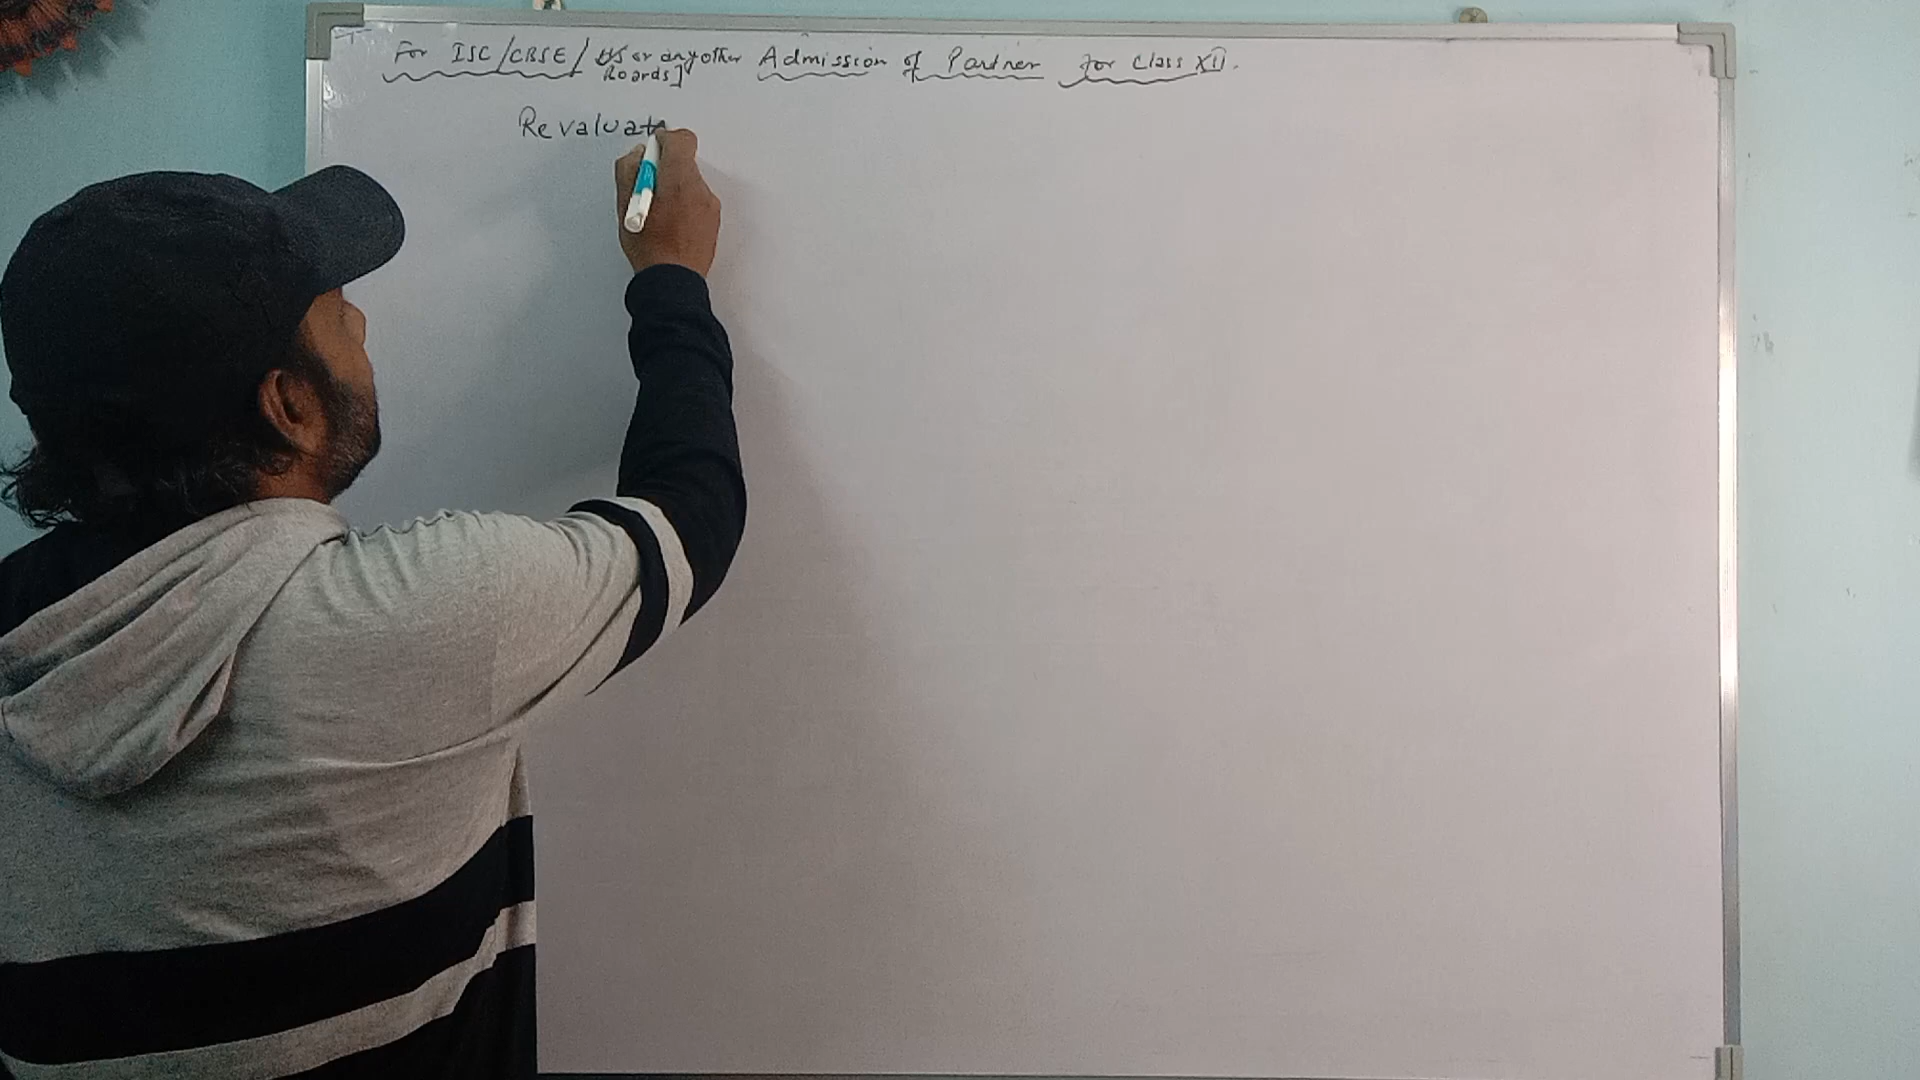 For ISC/CBSE/ HS or any other Admission of Partner for Class XII.
Boards]
Revaluat